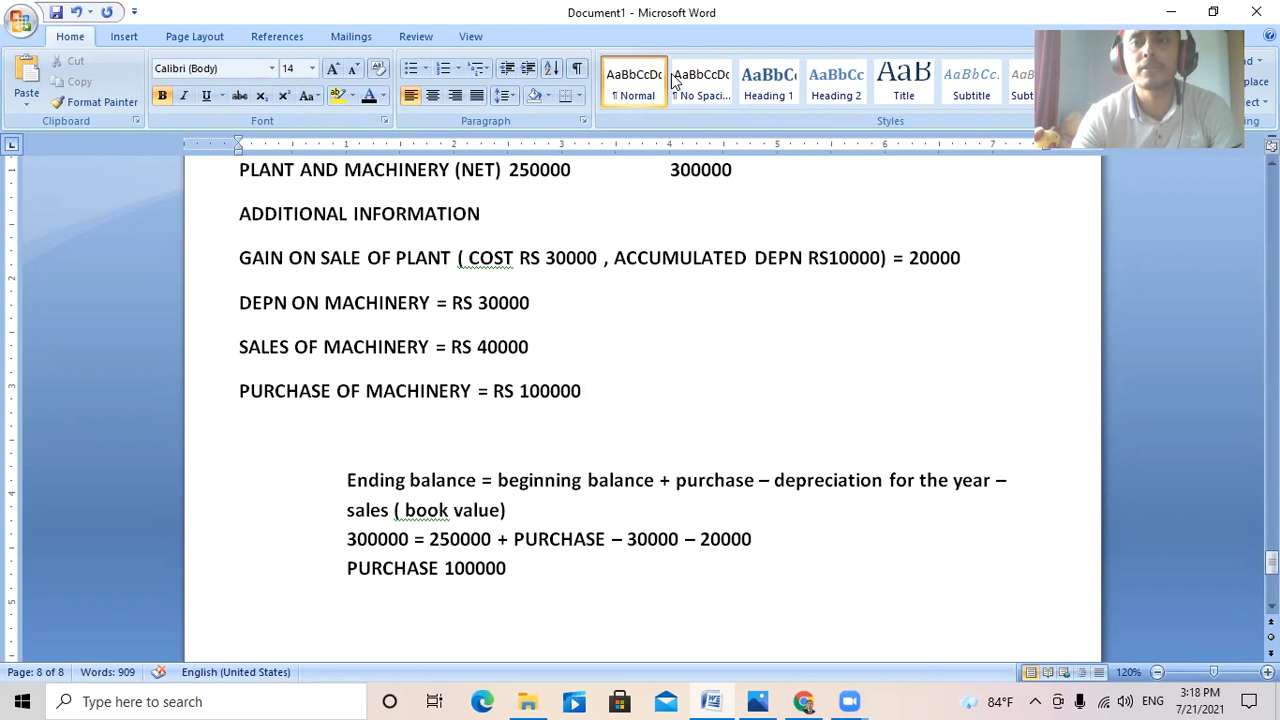 Document1 - Microsoft Word
Home Insert Page Layout References Mailings Review View
Paste
Cut
Copy
Format Painter
Clipboard
Calibri (Body) 14
Font
Paragraph
AaBbCcDc AaBbCcDc AaBbC AaBbCc AaB AaBbCc.
¶ Normal ¶ No Spaci... Heading 1 Heading 2 Title Subtitle
Styles
PLANT AND MACHINERY (NET) 250000 300000
ADDITIONAL INFORMATION
GAIN ON SALE OF PLANT ( COST RS 30000 , ACCUMULATED DEPN RS10000) = 20000
DEPN ON MACHINERY = RS 30000
SALES OF MACHINERY = RS 40000
PURCHASE OF MACHINERY = RS 100000
Ending balance = beginning balance + purchase – depreciation for the year –
sales ( book value)
300000 = 250000 + PURCHASE – 30000 – 20000
PURCHASE 100000
Page: 8 of 8 Words: 909 English (United States) 120%
Type here to search 84°F ENG 3:18 PM
7/21/2021